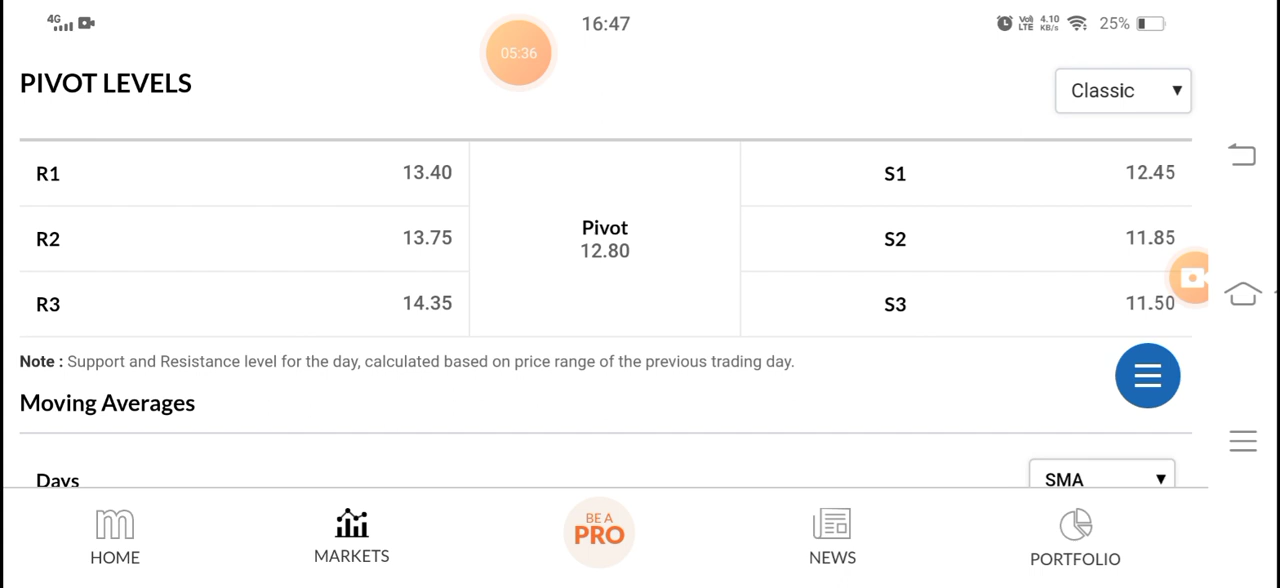 4G 16:47 Vo)) LTE 4.10 KB/s 25%
05:36
PIVOT LEVELS
Classic
R1 13.40
R2 13.75
R3 14.35
Pivot
12.80
S1 12.45
S2 11.85
S3 11.50
Note : Support and Resistance level for the day, calculated based on price range of the previous trading day.
Moving Averages
Days SMA
HOME
MARKETS
BE A
PRO
NEWS
PORTFOLIO